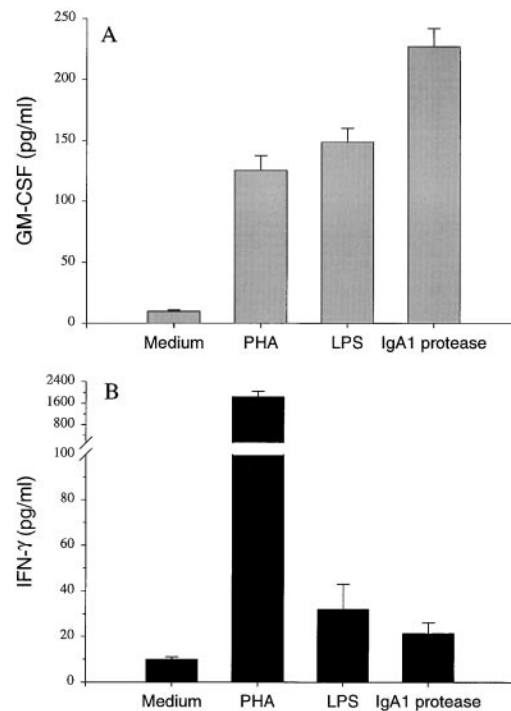 A
250
200
150
100
50
0
GM-CSF (pg/ml)
Medium PHA LPS IgA1 protease
B
2400
1600
800
100
80
60
40
20
0
IFN-γ (pg/ml)
Medium PHA LPS IgA1 protease